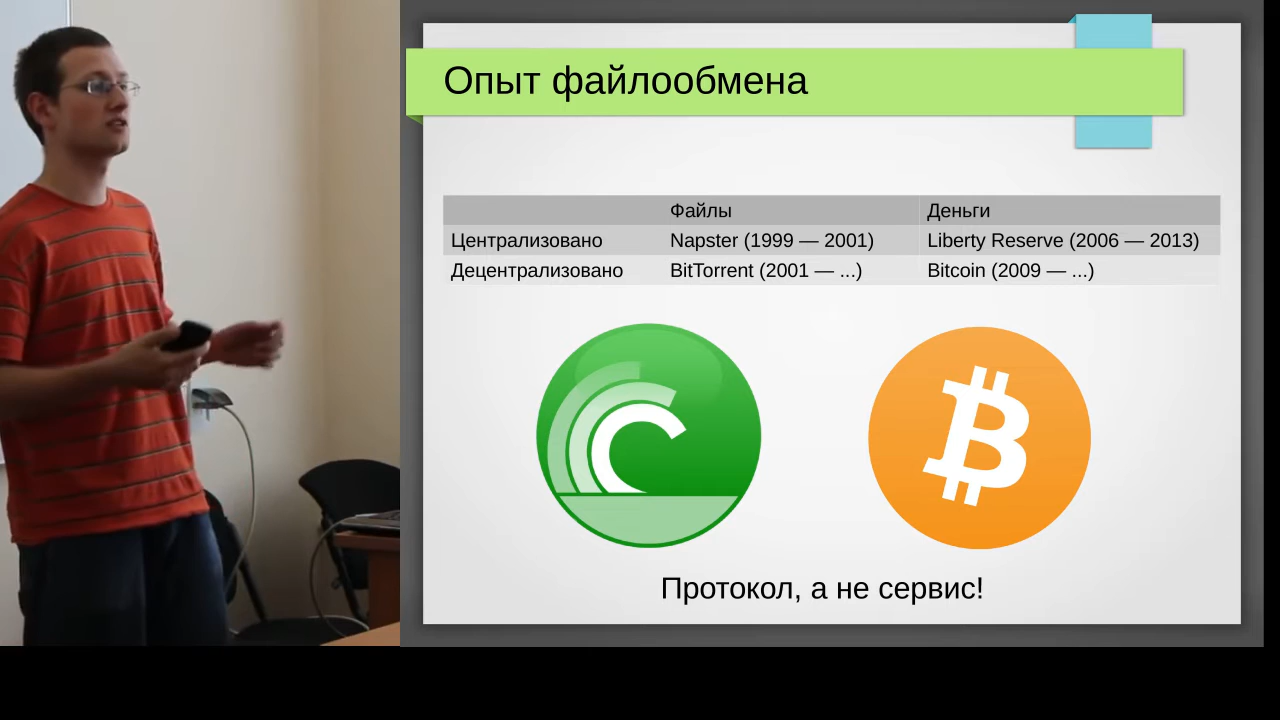 Опыт файлообмена
Файлы Деньги
Централизовано Napster (1999 — 2001) Liberty Reserve (2006 — 2013)
Децентрализовано BitTorrent (2001 — ...) Bitcoin (2009 — ...)
Протокол, а не сервис!